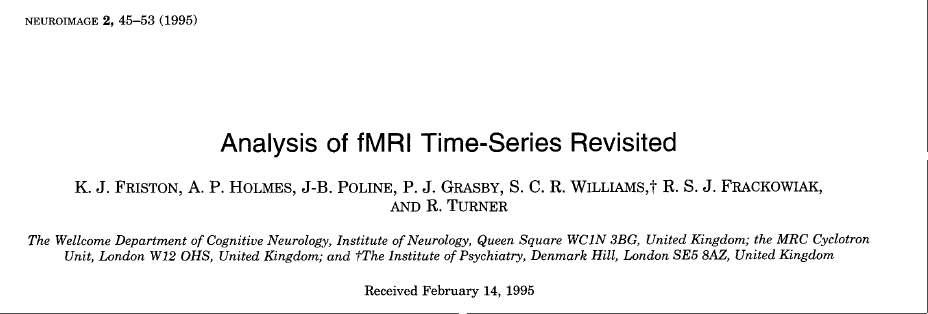 NEUROIMAGE 2, 45–53 (1995)
Analysis of fMRI Time-Series Revisited
K. J. FRISTON, A. P. HOLMES, J-B. POLINE, P. J. GRASBY, S. C. R. WILLIAMS,† R. S. J. FRACKOWIAK,
AND R. TURNER
The Wellcome Department of Cognitive Neurology, Institute of Neurology, Queen Square WC1N 3BG, United Kingdom; the MRC Cyclotron
Unit, London W12 OHS, United Kingdom; and †The Institute of Psychiatry, Denmark Hill, London SE5 8AZ, United Kingdom
Received February 14, 1995